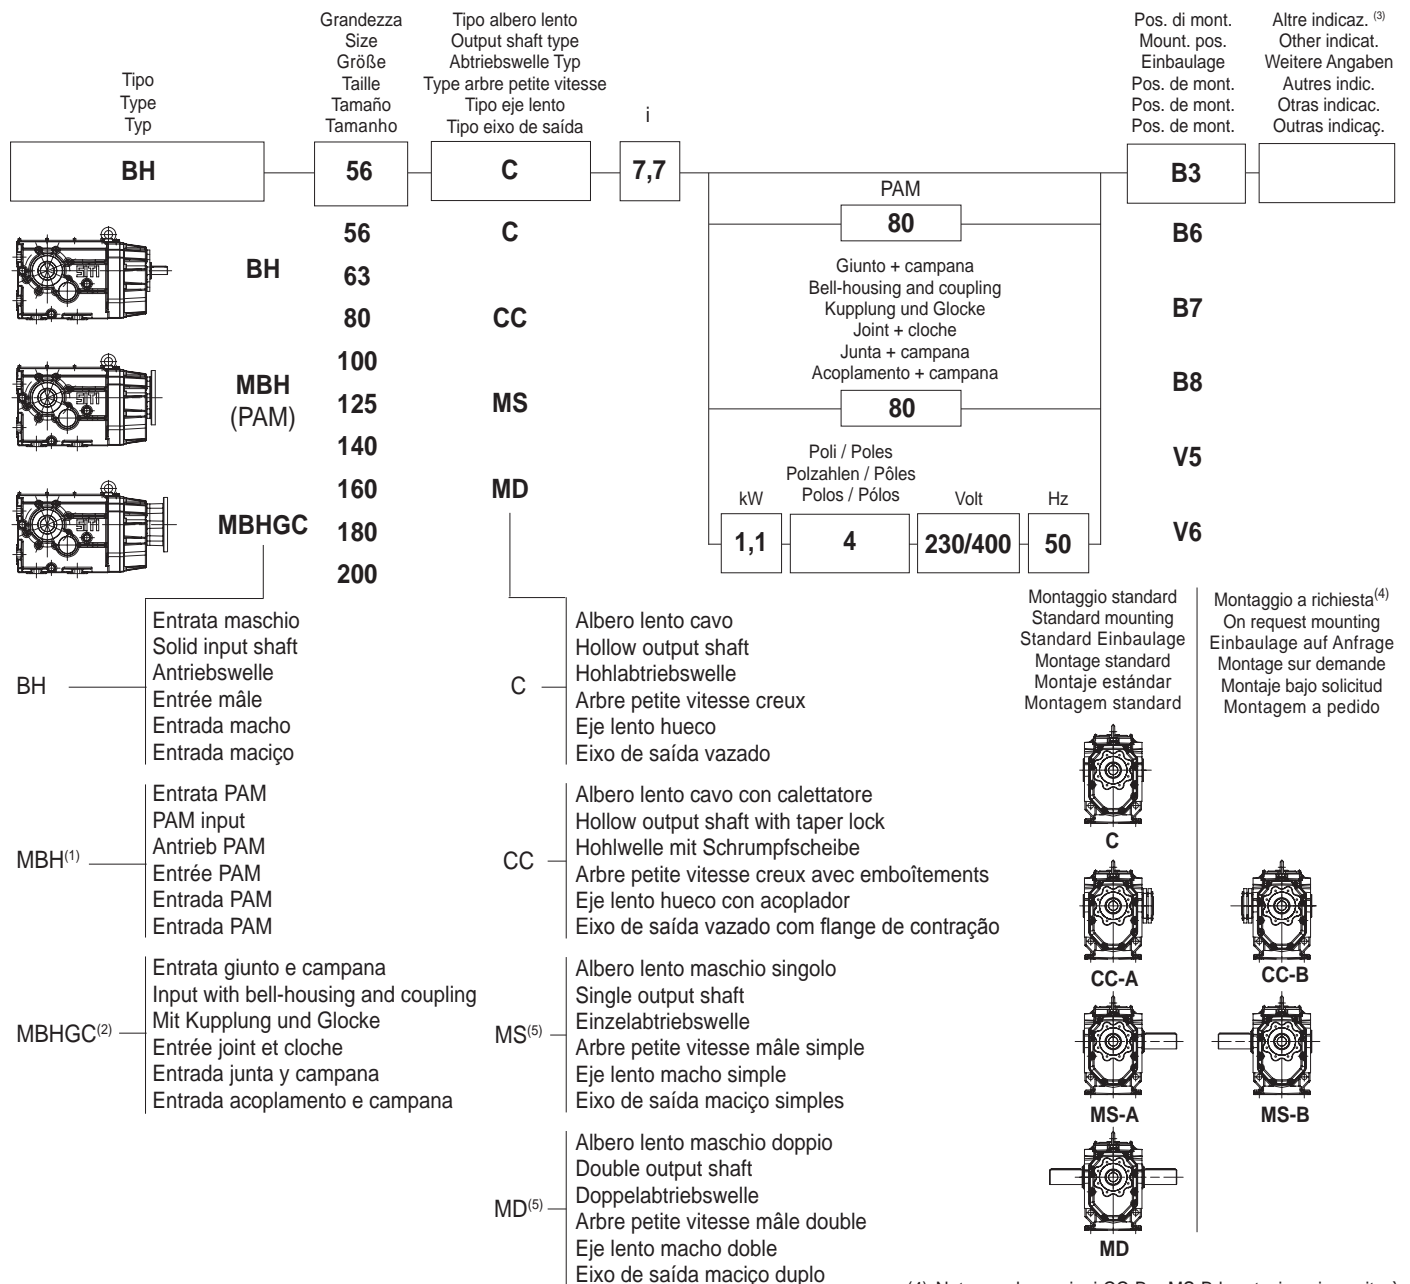 Tipo
Type
Typ
Grandezza
Size
Größe
Taille
Tamaño
Tamanho
Tipo albero lento
Output shaft type
Abtriebswelle Typ
Type arbre petite vitesse
Tipo eje lento
Tipo eixo de saída
i
Pos. di mont.
Mount. pos.
Einbaulage
Pos. de mont.
Pos. de mont.
Pos. de mont.
Altre indicaz. (3)
Other indicat.
Weitere Angaben
Autres indic.
Otras indicac.
Outras indicaç.
BH
56
C
7,7
B3
PAM
80
Giunto + campana
Bell-housing and coupling
Kupplung und Glocke
Joint + cloche
Junta + campana
Acoplamento + campana
80
kW
Poli / Poles
Polzahlen / Pôles
Polos / Pólos
Volt
Hz
1,1
4
230/400
50
BH
MBH
(PAM)
MBHGC
56
63
80
100
125
140
160
180
200
C
CC
MS
MD
B6
B7
B8
V5
V6
BH
Entrata maschio
Solid input shaft
Antriebswelle
Entrée mâle
Entrada macho
Entrada maciço
MBH(1)
Entrata PAM
PAM input
Antrieb PAM
Entrée PAM
Entrada PAM
Entrada PAM
MBHGC(2)
Entrata giunto e campana
Input with bell-housing and coupling
Mit Kupplung und Glocke
Entrée joint et cloche
Entrada junta y campana
Entrada acoplamento e campana
C
Albero lento cavo
Hollow output shaft
Hohlabtriebswelle
Arbre petite vitesse creux
Eje lento hueco
Eixo de saída vazado
CC
Albero lento cavo con calettatore
Hollow output shaft with taper lock
Hohlwelle mit Schrumpfscheibe
Arbre petite vitesse creux avec emboîtements
Eje lento hueco con acoplador
Eixo de saída vazado com flange de contração
MS(5)
Albero lento maschio singolo
Single output shaft
Einzelabtriebswelle
Arbre petite vitesse mâle simple
Eje lento macho simple
Eixo de saída maciço simples
MD(5)
Albero lento maschio doppio
Double output shaft
Doppelabtriebswelle
Arbre petite vitesse mâle double
Eje lento macho doble
Eixo de saída maciço duplo
Montaggio standard
Standard mounting
Standard Einbaulage
Montage standard
Montaje estándar
Montagem standard
Montaggio a richiesta(4)
On request mounting
Einbaulage auf Anfrage
Montage sur demande
Montaje bajo solicitud
Montagem a pedido
C
CC-A
CC-B
MS-A
MS-B
MD